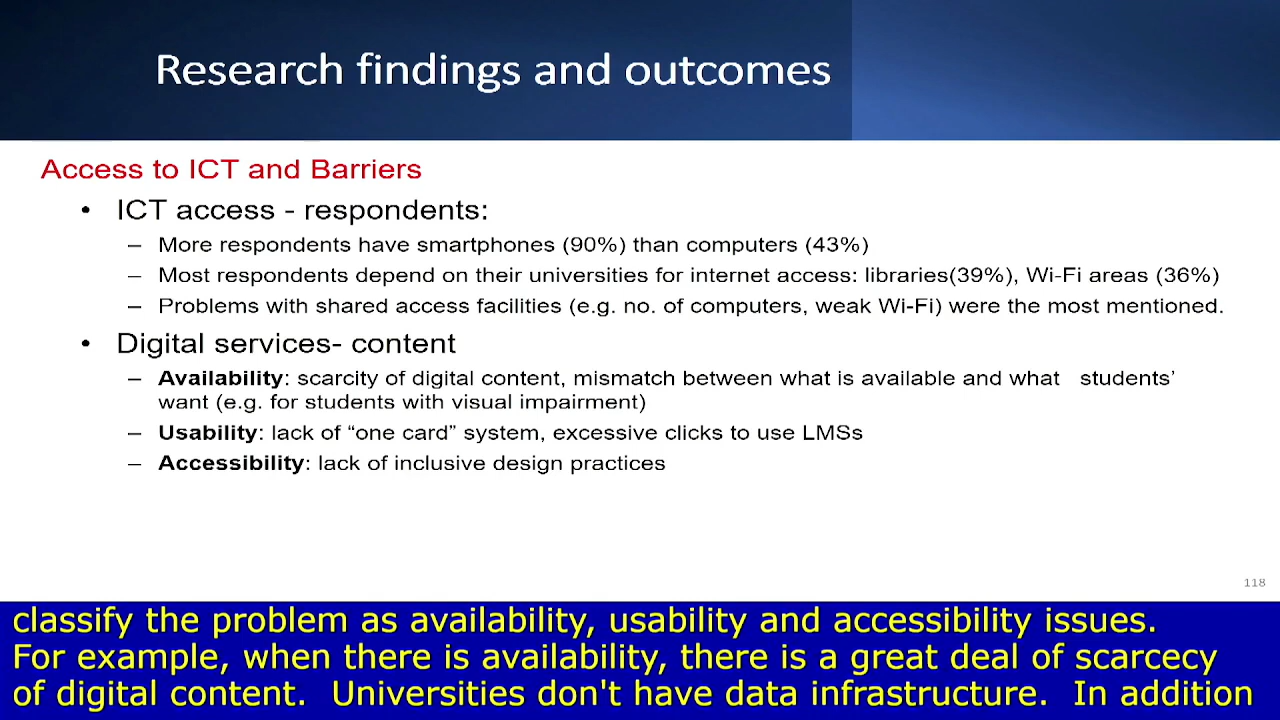 Research findings and outcomes
Access to ICT and Barriers
• ICT access - respondents:
– More respondents have smartphones (90%) than computers (43%)
– Most respondents depend on their universities for internet access: libraries(39%), Wi-Fi areas (36%)
– Problems with shared access facilities (e.g. no. of computers, weak Wi-Fi) were the most mentioned.
• Digital services- content
– Availability: scarcity of digital content, mismatch between what is available and what students’
want (e.g. for students with visual impairment)
– Usability: lack of “one card” system, excessive clicks to use LMSs
– Accessibility: lack of inclusive design practices
118
classify the problem as availability, usability and accessibility issues.
For example, when there is availability, there is a great deal of scarcecy
of digital content.  Universities don't have data infrastructure.  In addition